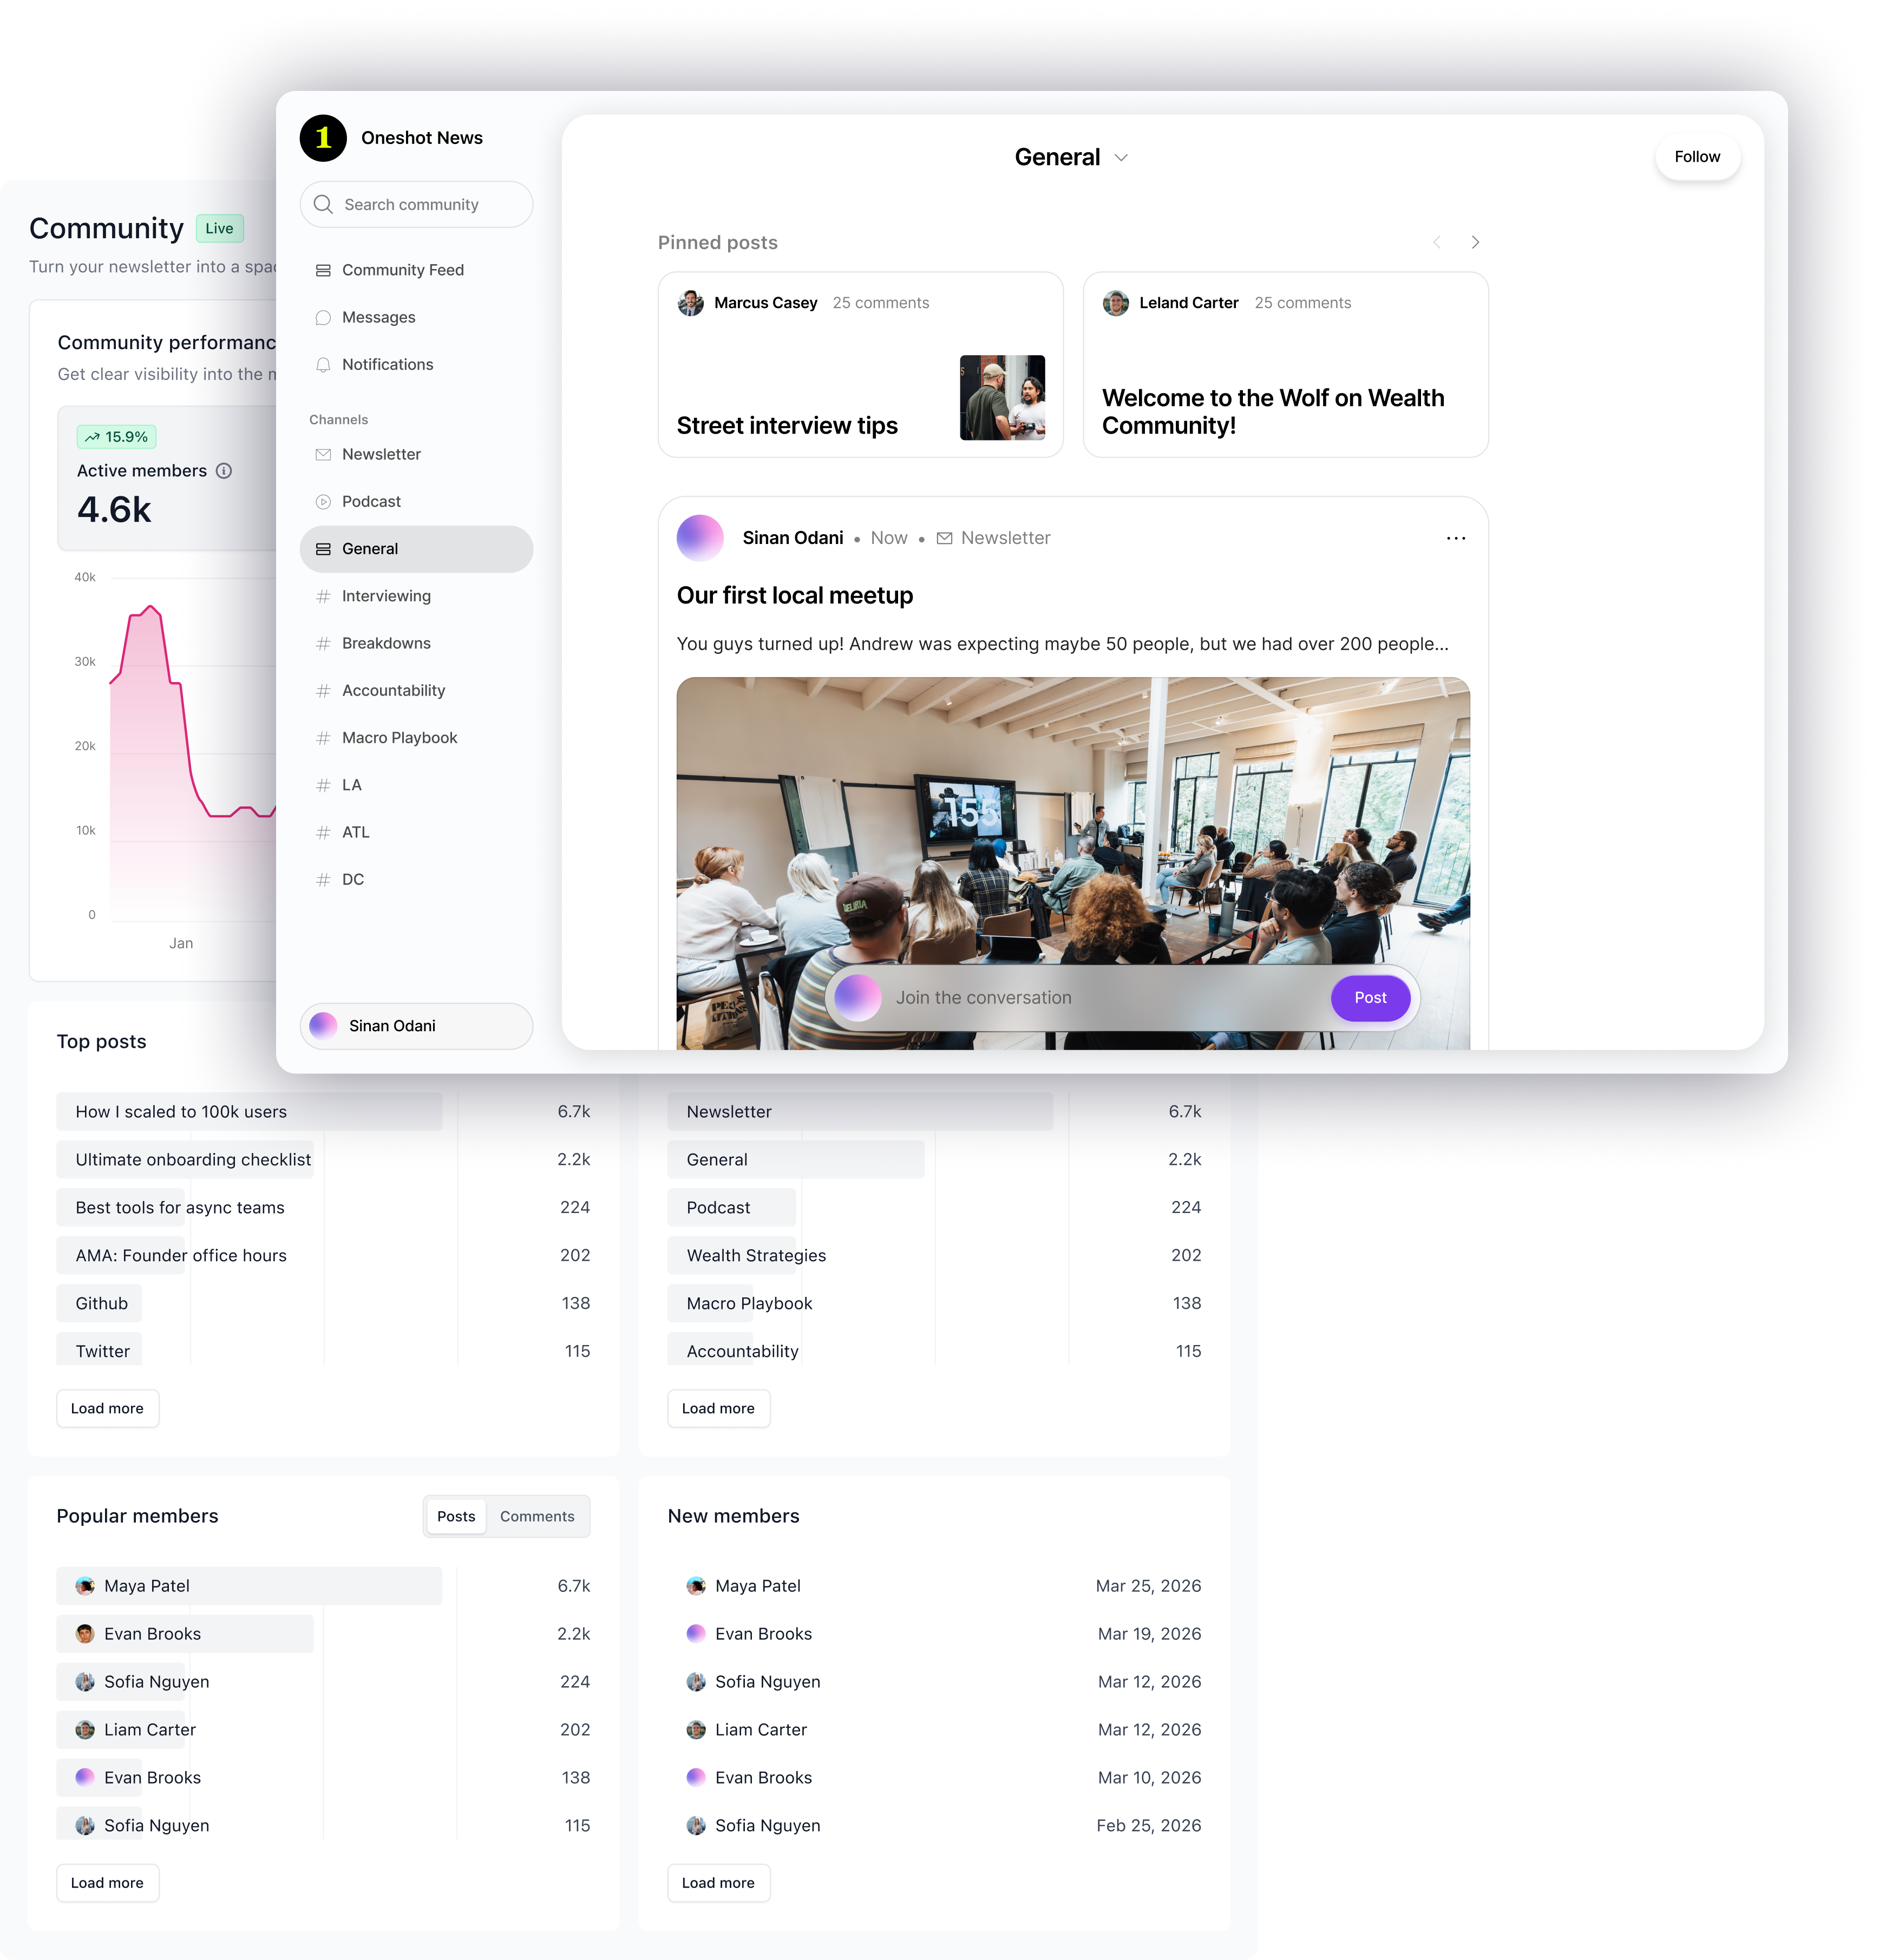 1 Oneshot News
Search community
Community Feed
Messages
Notifications
Channels
Newsletter
Podcast
General
Interviewing
Breakdowns
Accountability
Macro Playbook
LA
ATL
DC
Sinan Odani
General
Follow
Pinned posts
Marcus Casey 25 comments
Street interview tips
Leland Carter 25 comments
Welcome to the Wolf on Wealth
Community!
Sinan Odani • Now • Newsletter
Our first local meetup
You guys turned up! Andrew was expecting maybe 50 people, but we had over 200 people...
155
Join the conversation
Post
Community Live
Turn your newsletter into a
Community
Get clear visibility into the
15.9%
Active members
4.6k
40k
30k
20k
10k
0
Jan
Top posts
How I scaled to 100k users 6.7k
Ultimate onboarding checklist 2.2k
Best tools for async teams 224
AMA: Founder office hours 202
Github 138
Twitter 115
Load more
Newsletter 6.7k
General 2.2k
Podcast 224
Wealth Strategies 202
Macro Playbook 138
Accountability 115
Load more
Popular members
Posts Comments
Maya Patel 6.7k
Evan Brooks 2.2k
Sofia Nguyen 224
Liam Carter 202
Evan Brooks 138
Sofia Nguyen 115
Load more
New members
Maya Patel Mar 25, 2026
Evan Brooks Mar 19, 2026
Sofia Nguyen Mar 12, 2026
Liam Carter Mar 12, 2026
Evan Brooks Mar 10, 2026
Sofia Nguyen Feb 25, 2026
Load more